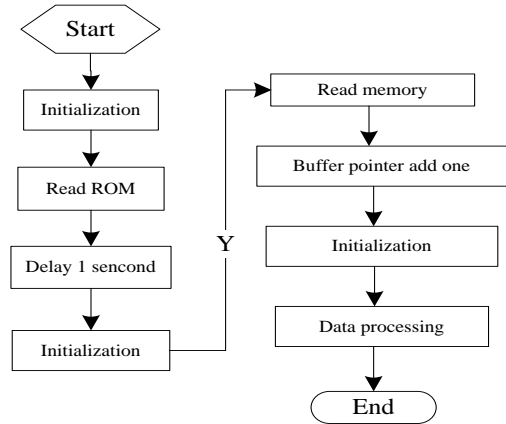 Start
Initialization
Read ROM
Delay 1 sencond
Initialization
Y
Read memory
Buffer pointer add one
Initialization
Data processing
End